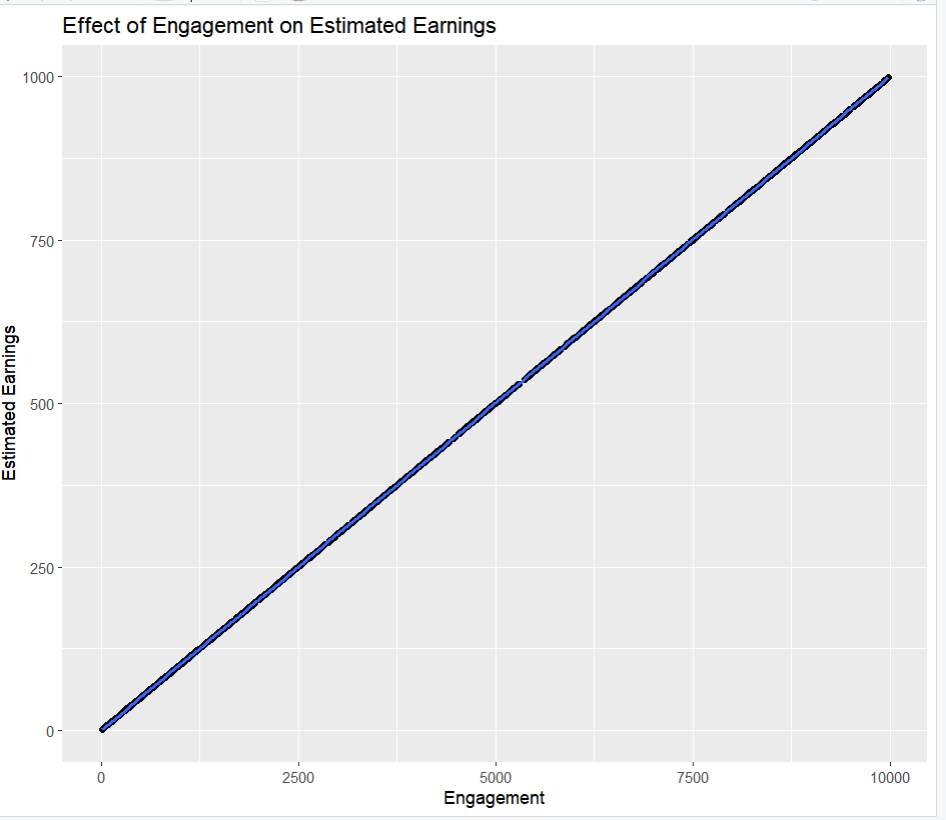 Effect of Engagement on Estimated Earnings
1000
750
500
250
0
Estimated Earnings
0 2500 5000 7500 10000
Engagement